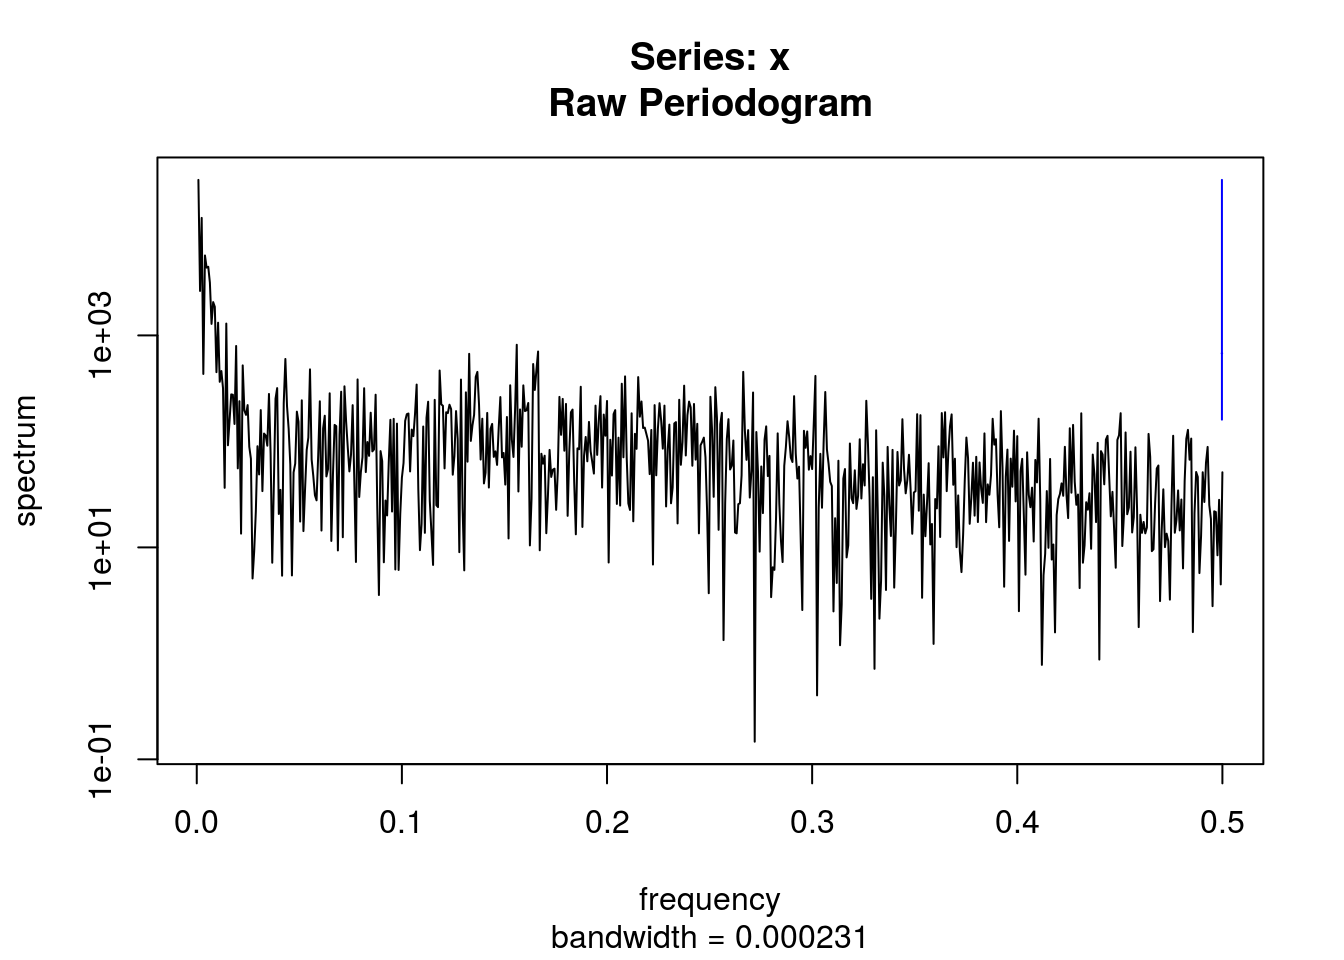 Series: x
Raw Periodogram
spectrum
1e+03
1e+01
1e-01
0.0 0.1 0.2 0.3 0.4 0.5
frequency
bandwidth = 0.000231